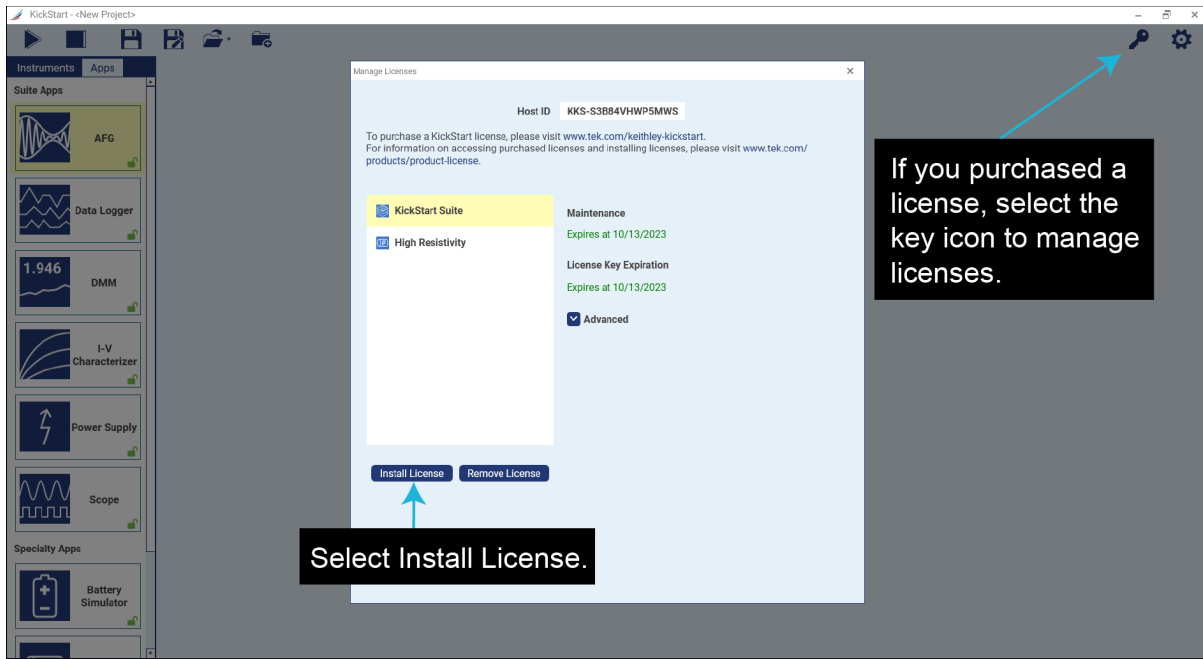 KickStart - <New Project>
Instruments Apps
Suite Apps
AFG
Data Logger
1.946
DMM
I-V
Characterizer
Power Supply
Scope
Specialty Apps
Battery
Simulator
Manage Licenses
Host ID KKS-S3B84VHWP5MWS
To purchase a KickStart license, please visit www.tek.com/keithley-kickstart.
For information on accessing purchased licenses and installing licenses, please visit www.tek.com/
products/product-license.
KickStart Suite
High Resistivity
Maintenance
Expires at 10/13/2023
License Key Expiration
Expires at 10/13/2023
Advanced
Install License Remove License
Select Install License.
If you purchased a
license, select the
key icon to manage
licenses.